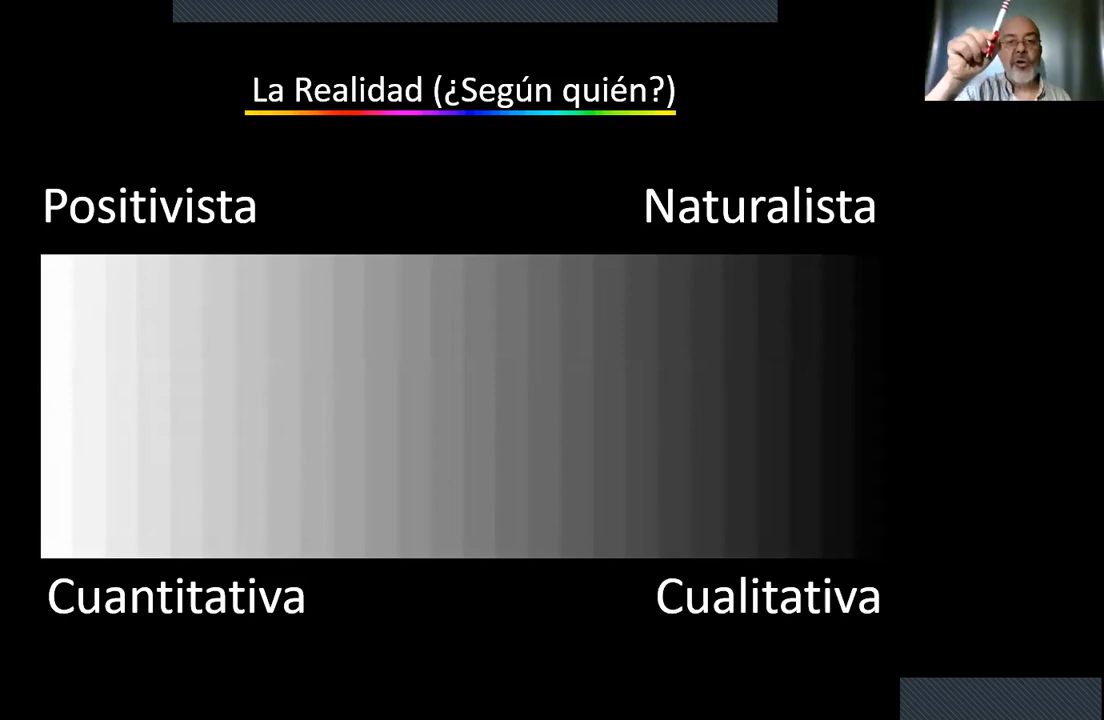 La Realidad (¿Según quién?)
Positivista
Naturalista
Cuantitativa
Cualitativa